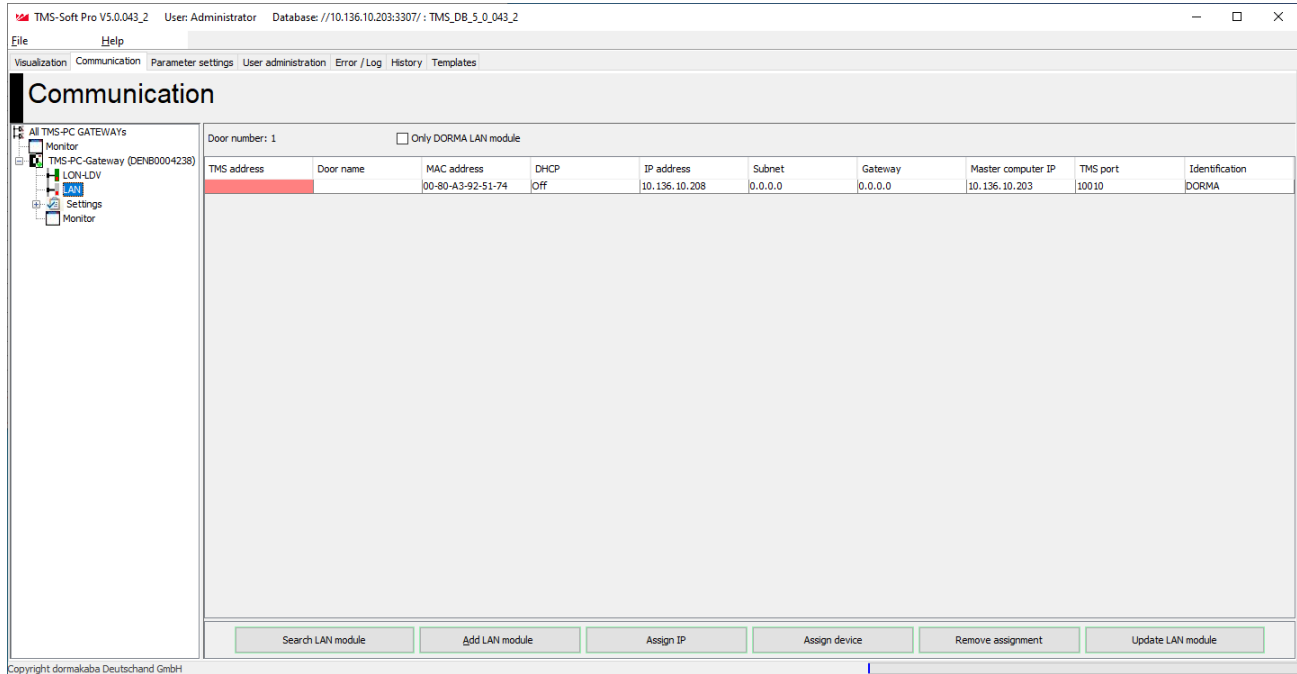 TMS-Soft Pro V5.0.043_2 User: Administrator Database: //10.136.10.203:3307/ : TMS_DB_5_0_043_2
File Help
Visualization Communication Parameter settings User administration Error / Log History Templates
Communication
All TMS-PC GATEWAYs
Monitor
TMS-PC-Gateway (DENB0004238)
LON-LDV
LAN
Settings
Monitor
Door number: 1 Only DORMA LAN module
TMS address Door name MAC address DHCP IP address Subnet Gateway Master computer IP TMS port Identification
00-80-A3-92-51-74 Off 10.136.10.208 0.0.0.0 0.0.0.0 10.136.10.203 10010 DORMA
Search LAN module Add LAN module Assign IP Assign device Remove assignment Update LAN module
Copyright dormakaba Deutschand GmbH